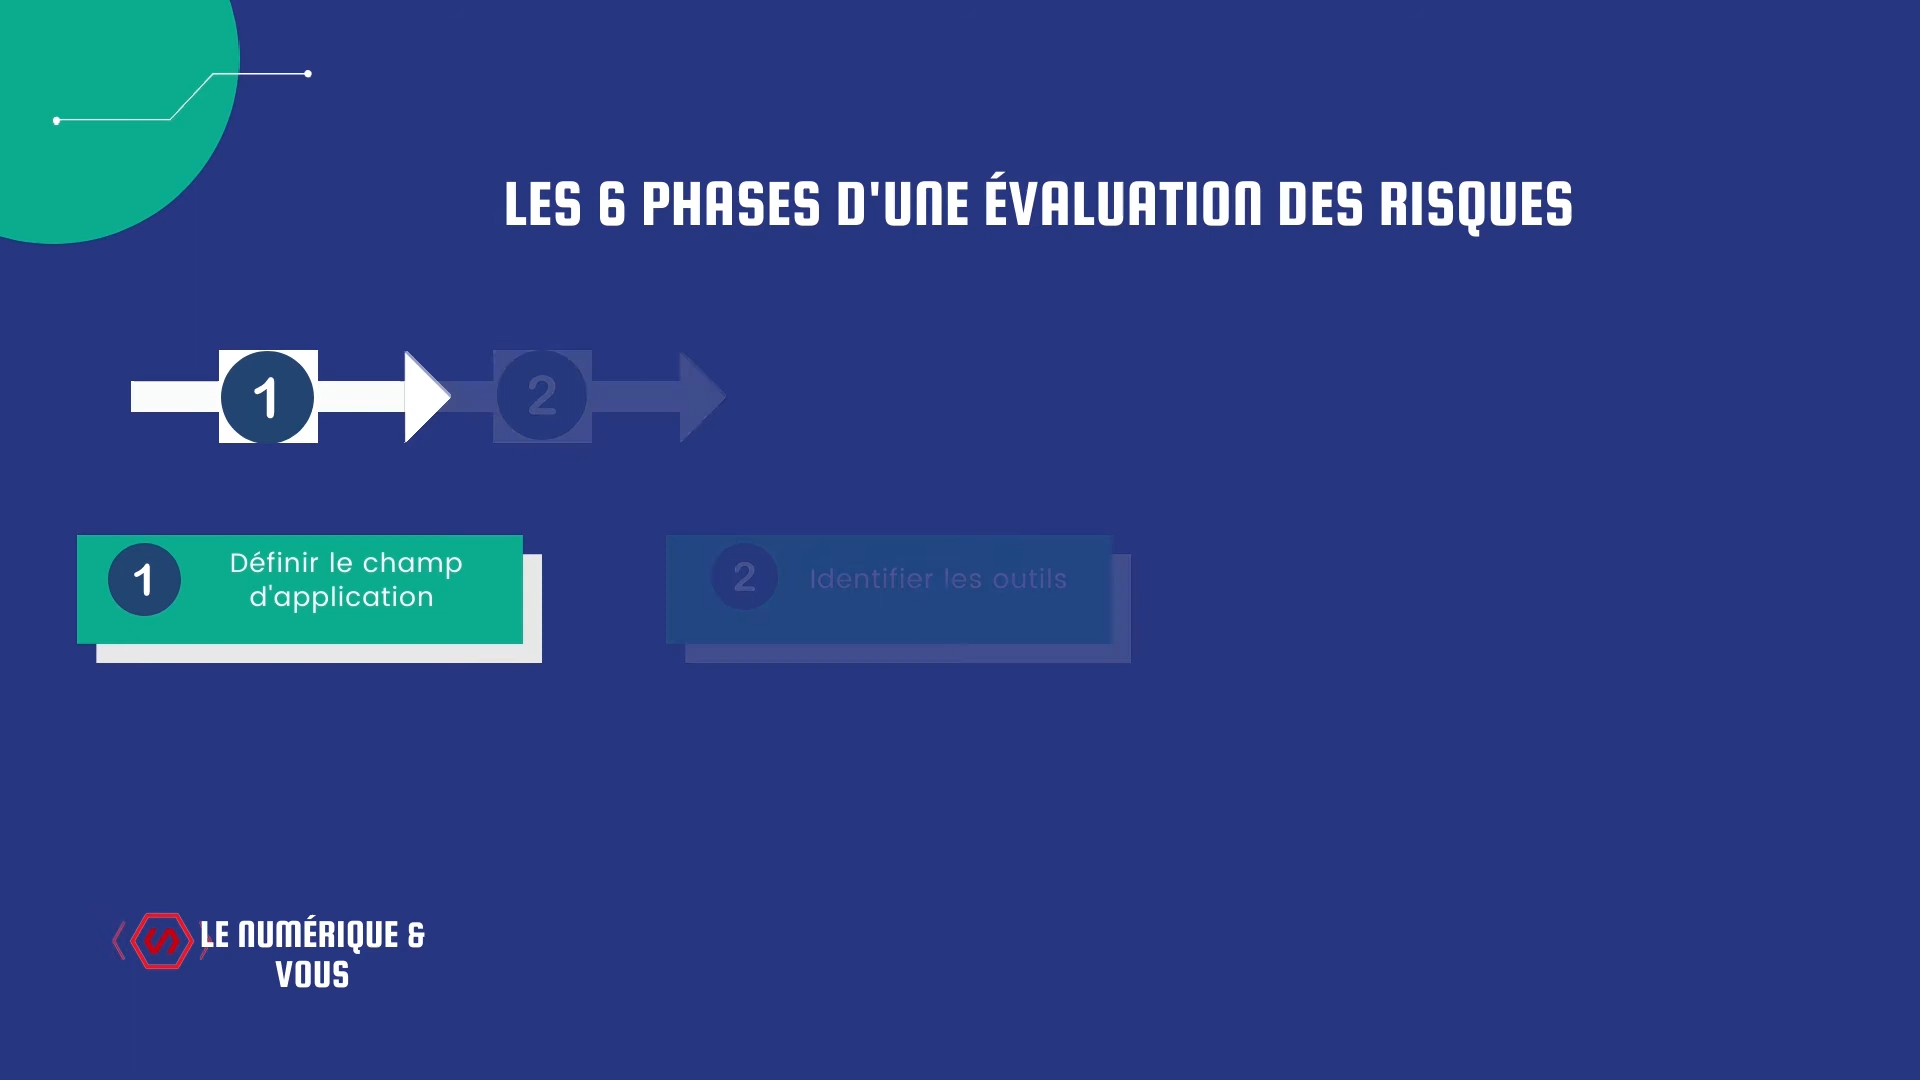 LES 6 PHASES D'UNE ÉVALUATION DES RISQUES
1 2
1 Définir le champ
d'application
2 Identifier les outils
LE NUMÉRIQUE &
VOUS